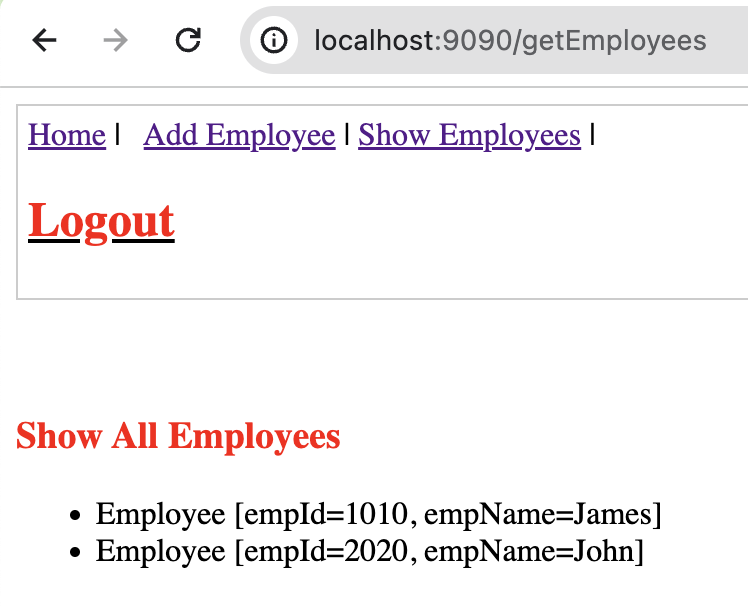 localhost:9090/getEmployees
Home | Add Employee | Show Employees |
Logout
Show All Employees
• Employee [empId=1010, empName=James]
• Employee [empId=2020, empName=John]